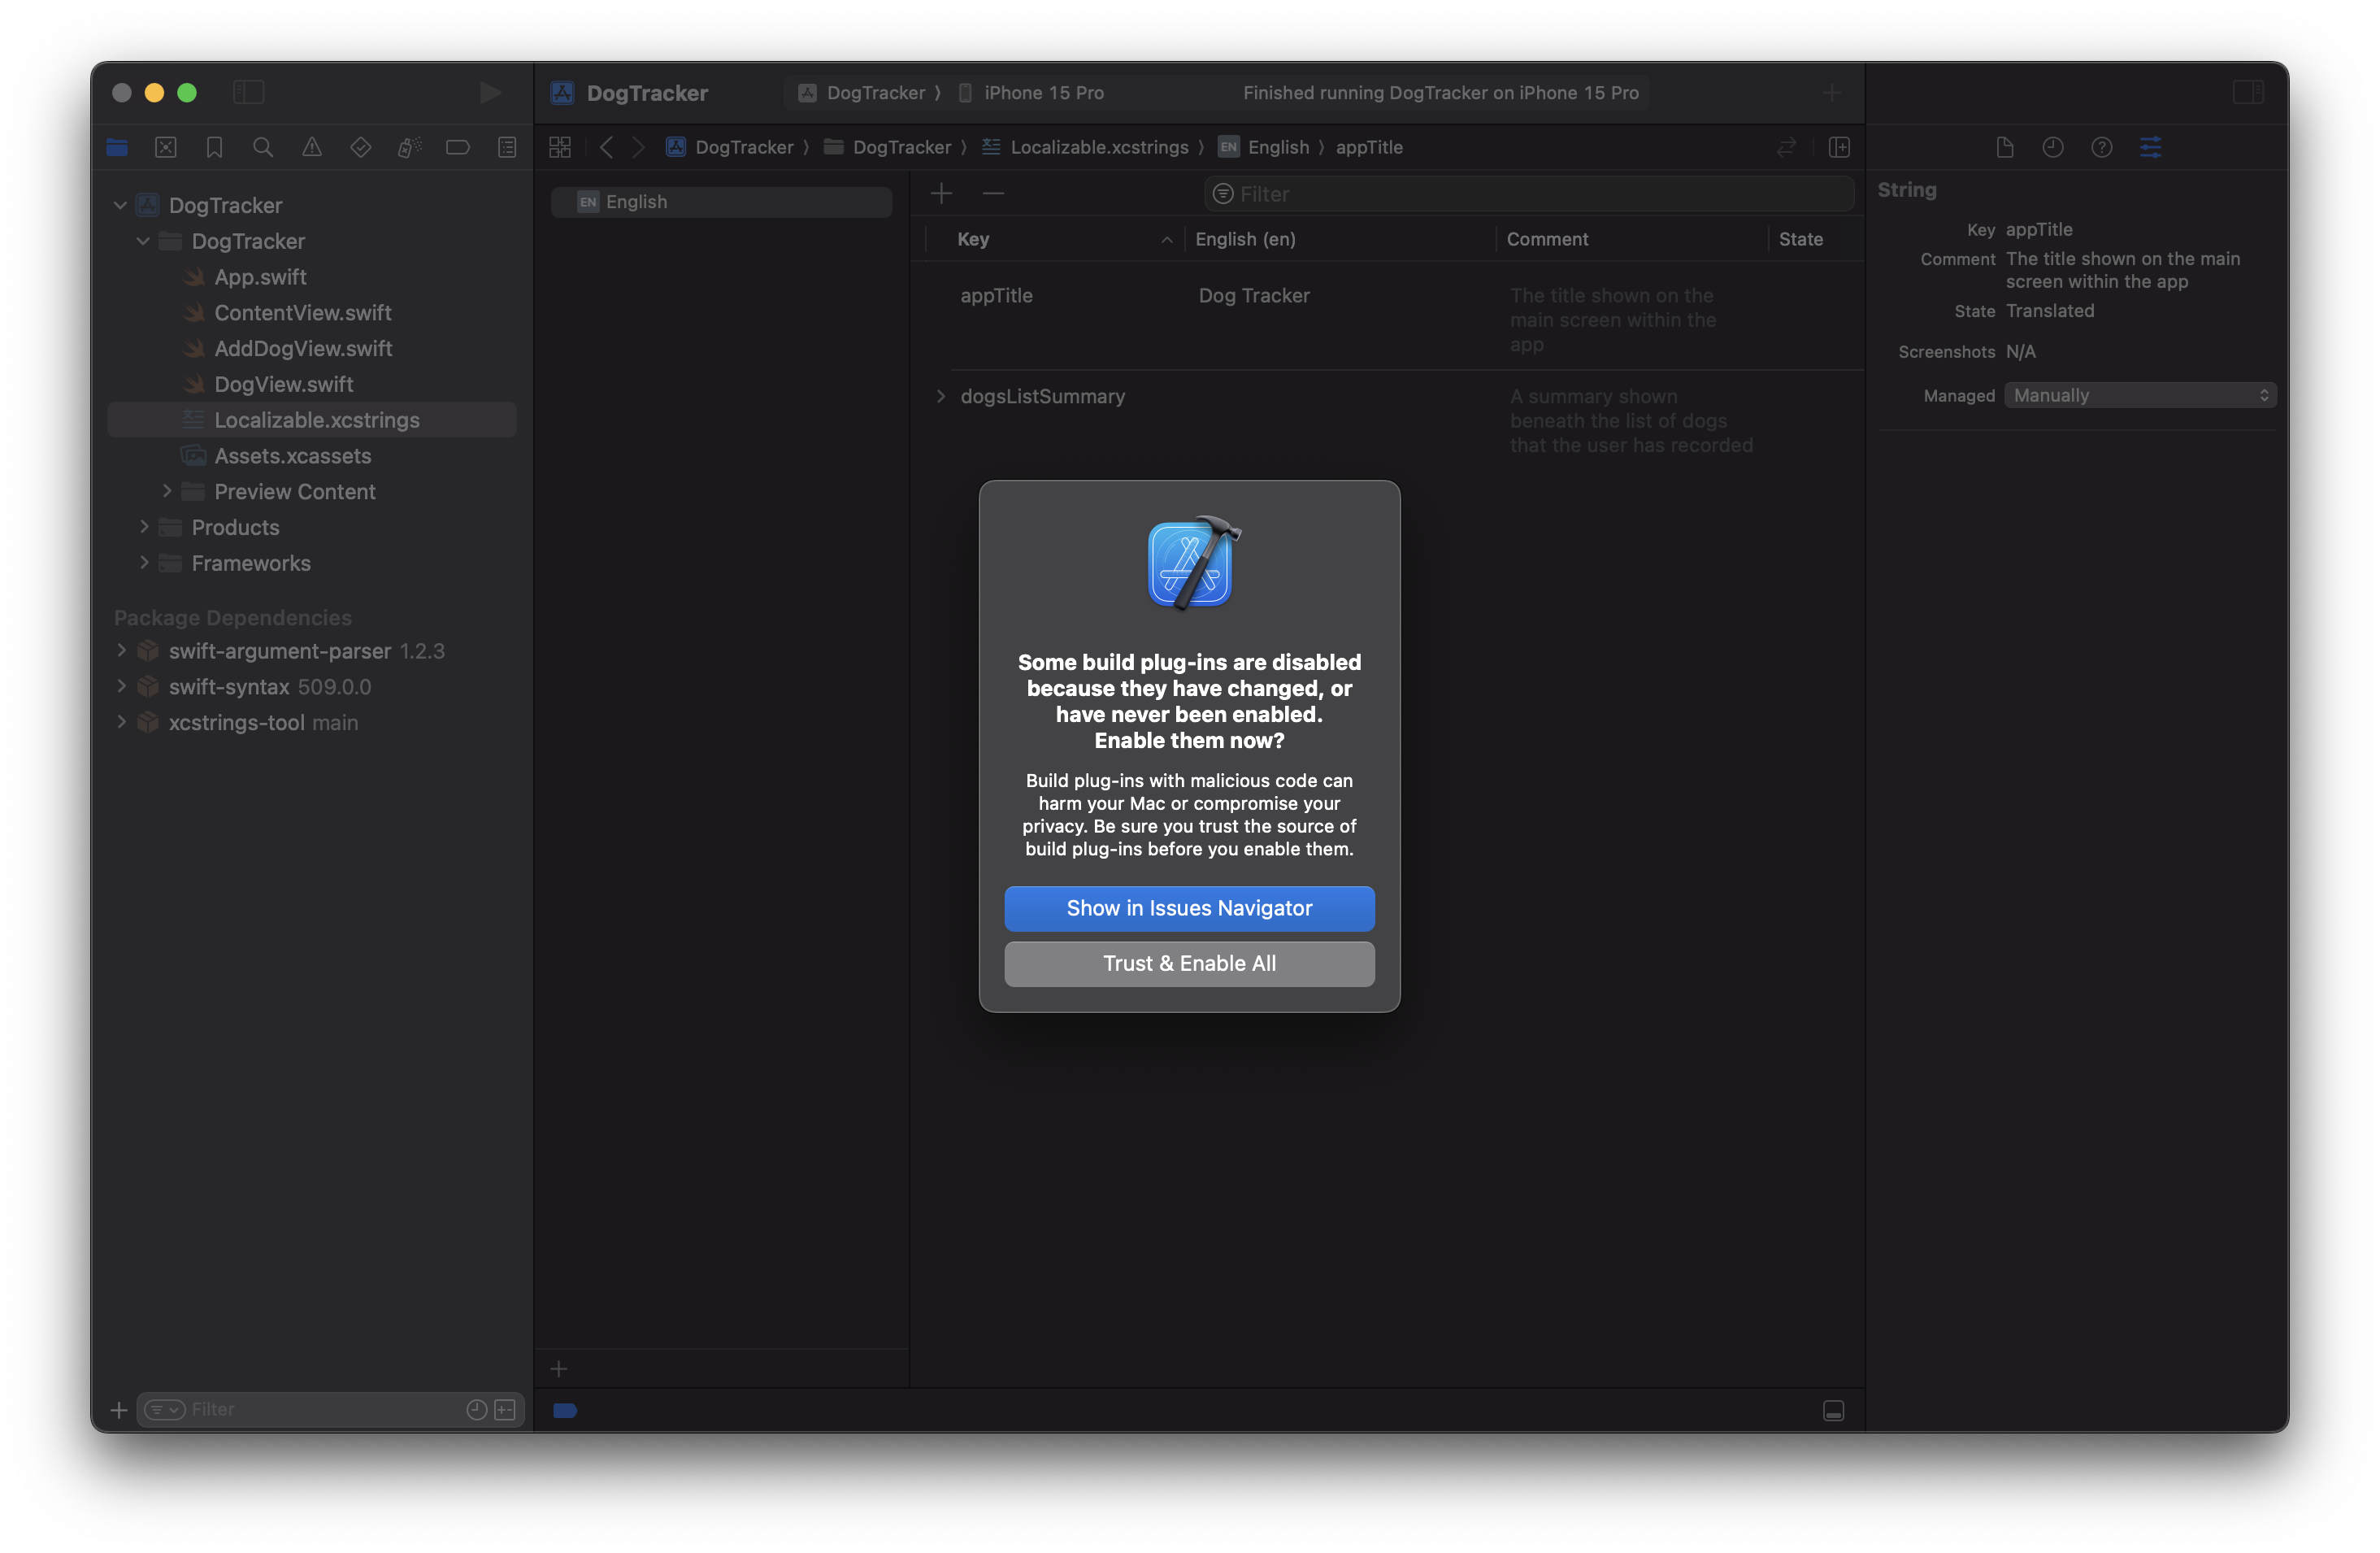 DogTracker
DogTracker
iPhone 15 Pro
Finished running DogTracker on iPhone 15 Pro
DogTracker
DogTracker
Localizable.xcstrings
EN
English
appTitle
DogTracker
DogTracker
App.swift
ContentView.swift
AddDogView.swift
DogView.swift
Localizable.xcstrings
Assets.xcassets
Preview Content
Products
Frameworks
Package Dependencies
swift-argument-parser 1.2.3
swift-syntax 509.0.0
xcstrings-tool main
Filter
EN English
Filter
Key
English (en)
Comment
State
appTitle
Dog Tracker
The title shown on the
main screen within the
app
dogsListSummary
A summary shown
beneath the list of dogs
that the user has recorded
String
Key appTitle
Comment The title shown on the main
screen within the app
State Translated
Screenshots N/A
Managed Manually
Some build plug-ins are disabled
because they have changed, or
have never been enabled.
Enable them now?
Build plug-ins with malicious code can
harm your Mac or compromise your
privacy. Be sure you trust the source of
build plug-ins before you enable them.
Show in Issues Navigator
Trust & Enable All